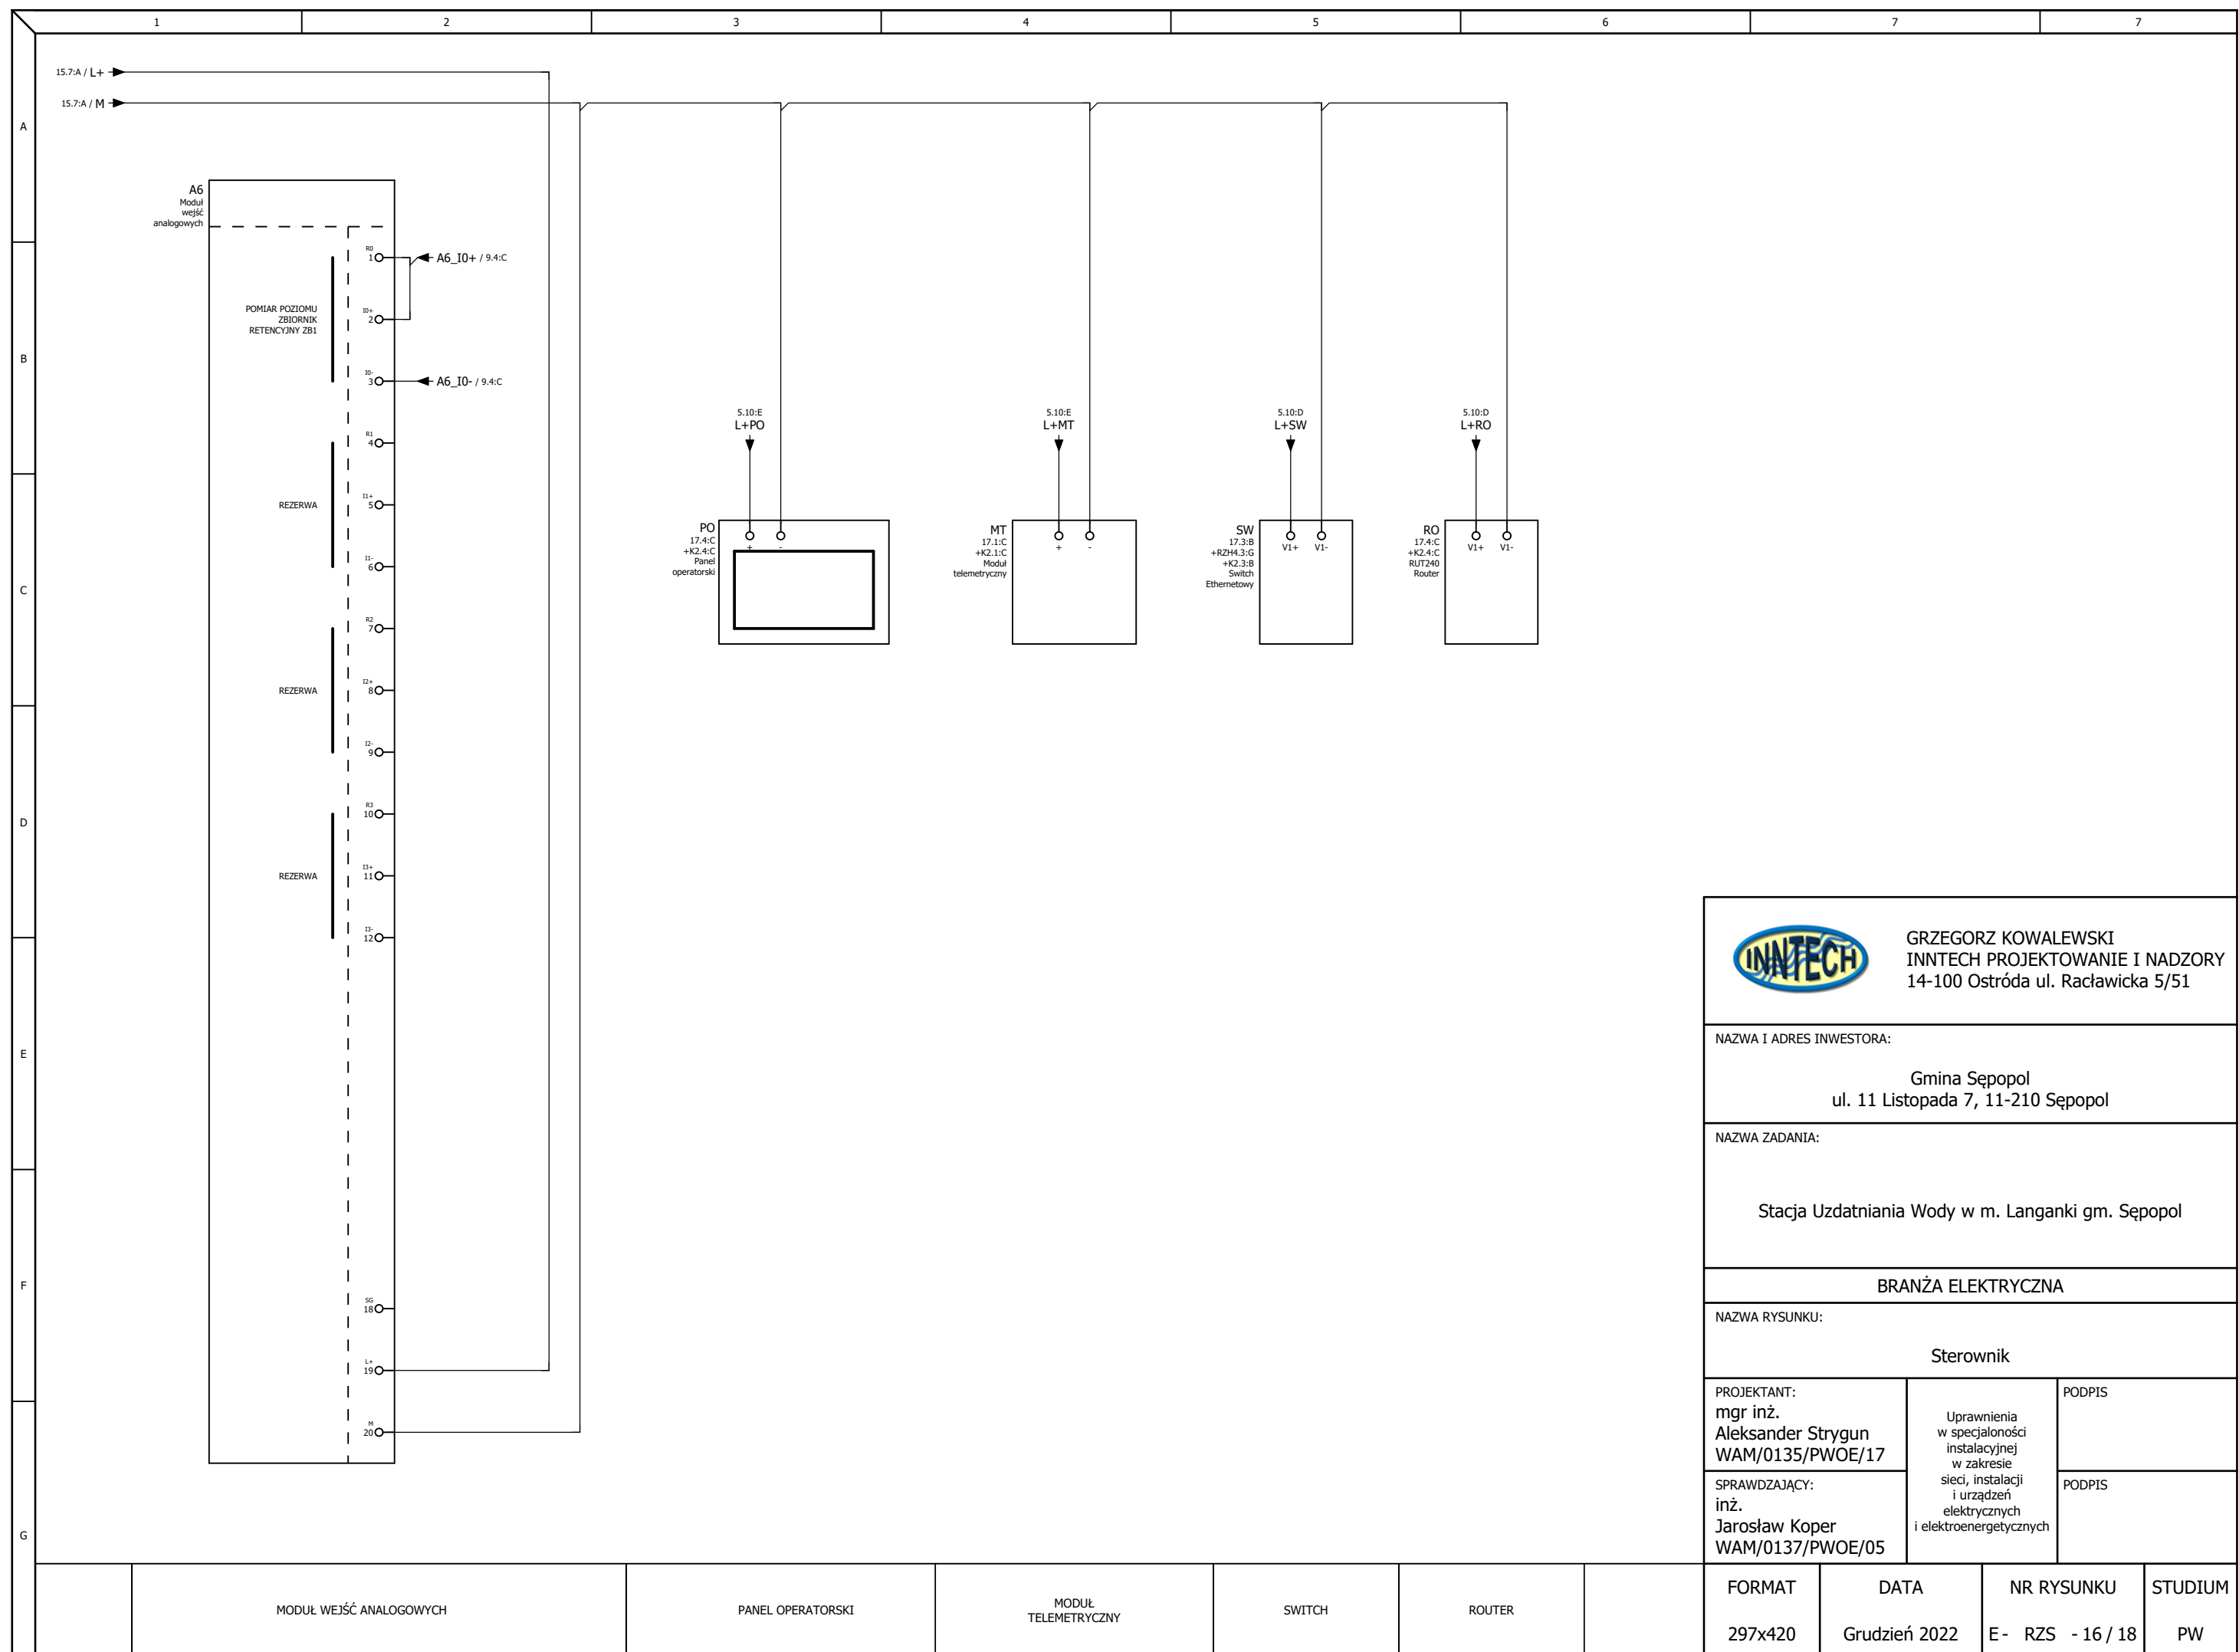 1 2 3 4 5 6 7 7
A
B
C
D
E
F
G
15.7:A / L+
15.7:A / M
A6
Moduł
wejść
analogowych
POMIAR POZIOMU
ZBIORNIK
RETENCYJNY ZB1
R0
1
A6_I0+ / 9.4:C
I0+
2
I0-
3
A6_I0- / 9.4:C
REZERWA
R1
4
I1+
5
I1-
6
REZERWA
R2
7
I2+
8
I2-
9
REZERWA
R3
10
I3+
11
I3-
12
SG
18
L+
19
M
20
5.10:E
L+PO
PO
17.4:C
+K2.4:C
Panel
operatorski
+ -
5.10:E
L+MT
MT
17.1:C
+K2.1:C
Moduł
telemetryczny
+ -
5.10:D
L+SW
SW
17.3:B
+RZH4.3:G
+K2.3:B
Switch
Ethernetowy
V1+ V1-
5.10:D
L+RO
RO
17.4:C
+K2.4:C
RUT240
Router
V1+ V1-
MODUŁ WEJŚĆ ANALOGOWYCH
PANEL OPERATORSKI
MODUŁ
TELEMETRYCZNY
SWITCH
ROUTER
INNTECH
GRZEGORZ KOWALEWSKI
INNTECH PROJEKTOWANIE I NADZORY
14-100 Ostróda ul. Racławicka 5/51
NAZWA I ADRES INWESTORA:
Gmina Sępopol
ul. 11 Listopada 7, 11-210 Sępopol
NAZWA ZADANIA:
Stacja Uzdatniania Wody w m. Langanki gm. Sępopol
BRANŻA ELEKTRYCZNA
NAZWA RYSUNKU:
Sterownik
PROJEKTANT:
mgr inż.
Aleksander Strygun
WAM/0135/PWOE/17
SPRAWDZAJĄCY:
inż.
Jarosław Koper
WAM/0137/PWOE/05
Uprawnienia
w specjaloności
instalacyjnej
w zakresie
sieci, instalacji
i urządzeń
elektrycznych
i elektroenergetycznych
PODPIS
PODPIS
FORMAT
297x420
DATA
Grudzień 2022
NR RYSUNKU
E - RZS - 16 / 18
STUDIUM
PW